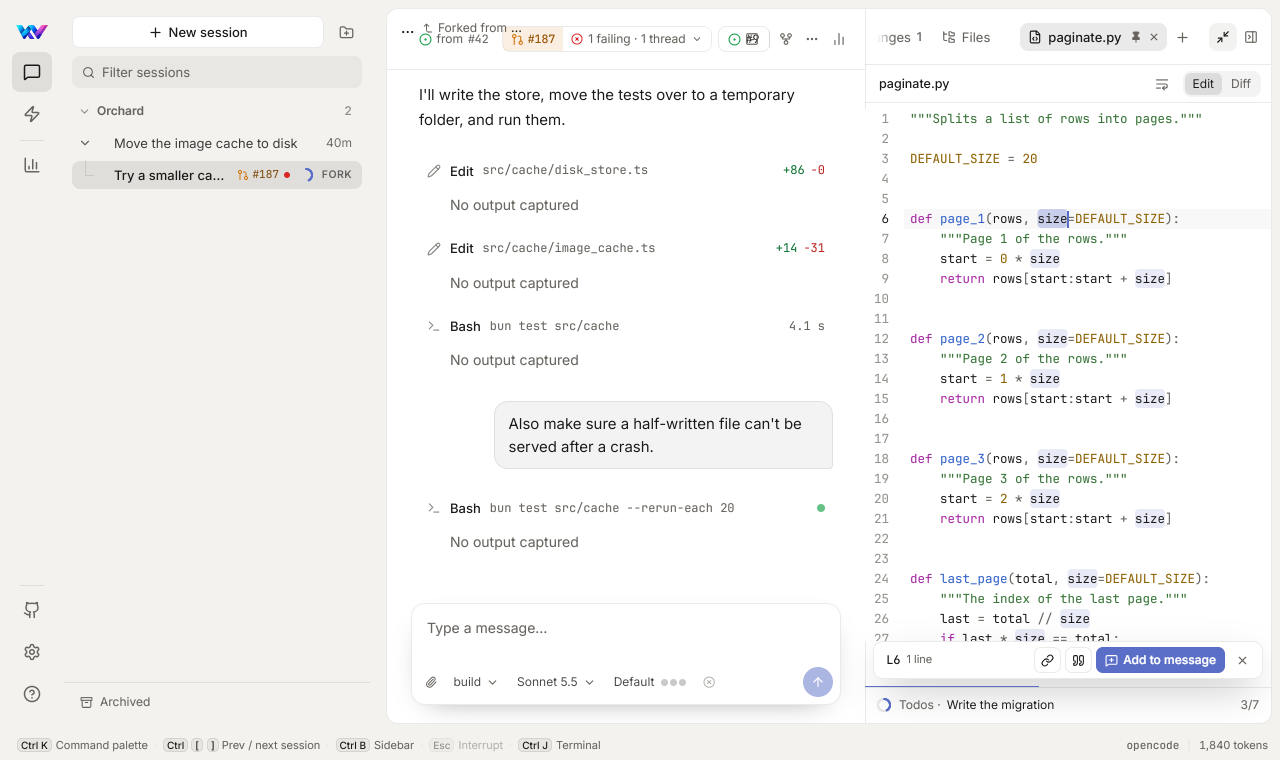 New session
Filter sessions
Orchard 2
Move the image cache to disk 40m
Try a smaller ca... #187 FORK
Archived
Forked from ...
from #42 #187 1 failing · 1 thread
I'll write the store, move the tests over to a temporary
folder, and run them.
Edit src/cache/disk_store.ts +86 -0
No output captured
Edit src/cache/image_cache.ts +14 -31
No output captured
Bash bun test src/cache 4.1 s
No output captured
Also make sure a half-written file can't be
served after a crash.
Bash bun test src/cache --rerun-each 20
No output captured
Type a message...
build Sonnet 5.5 Default
nges 1 Files paginate.py
paginate.py Edit Diff
1 """Splits a list of rows into pages."""
2
3 DEFAULT_SIZE = 20
4
5
6 def page_1(rows, size=DEFAULT_SIZE):
7 """Page 1 of the rows."""
8 start = 0 * size
9 return rows[start:start + size]
10
11
12 def page_2(rows, size=DEFAULT_SIZE):
13 """Page 2 of the rows."""
14 start = 1 * size
15 return rows[start:start + size]
16
17
18 def page_3(rows, size=DEFAULT_SIZE):
19 """Page 3 of the rows."""
20 start = 2 * size
21 return rows[start:start + size]
22
23
24 def last_page(total, size=DEFAULT_SIZE):
25 """The index of the last page."""
26 last = total // size
27 if last * size == total:
L6 1 line Add to message
Todos · Write the migration 3/7
Ctrl K Command palette Ctrl [ ] Prev / next session Ctrl B Sidebar Esc Interrupt Ctrl J Terminal
opencode 1,840 tokens